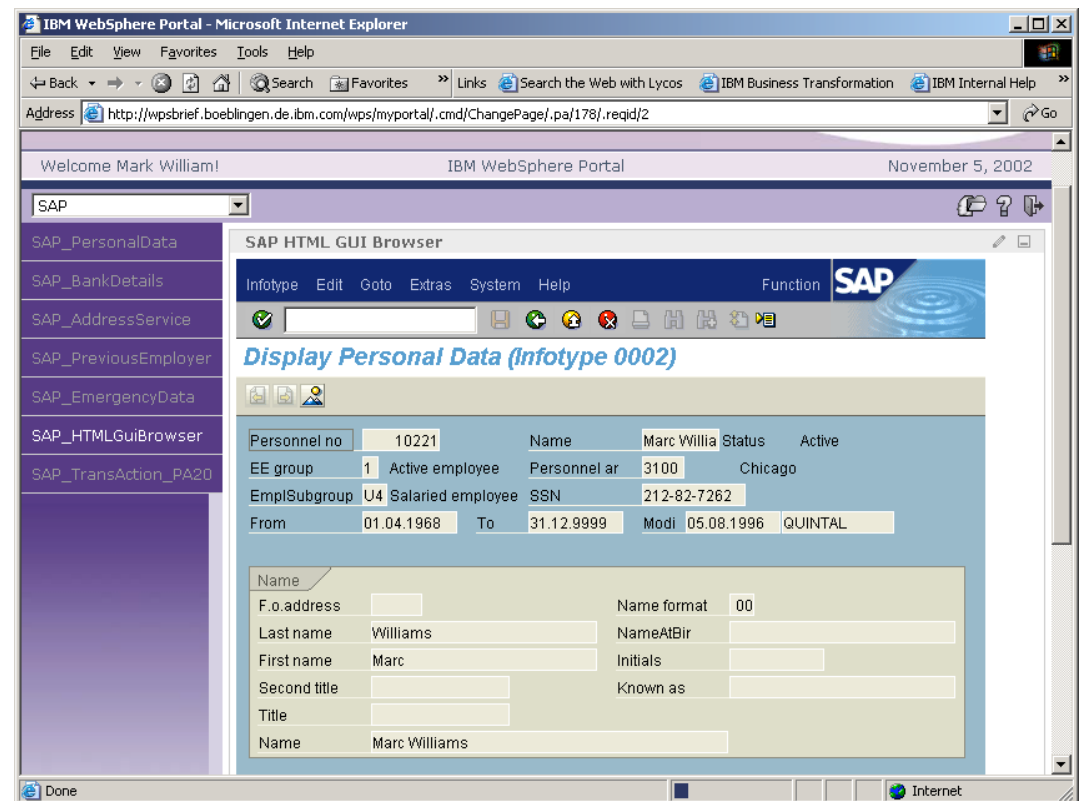 IBM WebSphere Portal - Microsoft Internet Explorer
File Edit View Favorites Tools Help
Back Search Favorites » Links Search the Web with Lycos IBM Business Transformation IBM Internal Help »
Address http://wpsbrief.boeblingen.de.ibm.com/wps/myportal/.cmd/ChangePage/.pa/178/.reqid/2 Go
Welcome Mark William! IBM WebSphere Portal November 5, 2002
SAP
SAP_PersonalData
SAP_BankDetails
SAP_AddressService
SAP_PreviousEmployer
SAP_EmergencyData
SAP_HTMLGuiBrowser
SAP_TransAction_PA20
SAP HTML GUI Browser
Infotype Edit Goto Extras System Help Function SAP
Display Personal Data (Infotype 0002)
Personnel no 10221 Name Marc Willia Status Active
EE group 1 Active employee Personnel ar 3100 Chicago
EmplSubgroup U4 Salaried employee SSN 212-82-7262
From 01.04.1968 To 31.12.9999 Modi 05.08.1996 QUINTAL
Name
F.o.address Name format 00
Last name Williams NameAtBir
First name Marc Initials
Second title Known as
Title
Name Marc Williams
Done Internet